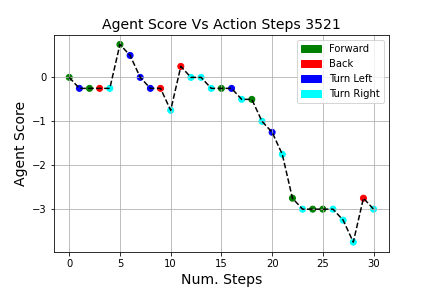 Agent Score Vs Action Steps 3521
Forward
Back
Turn Left
Turn Right
Agent Score
0
−1
−2
−3
0 5 10 15 20 25 30
Num. Steps